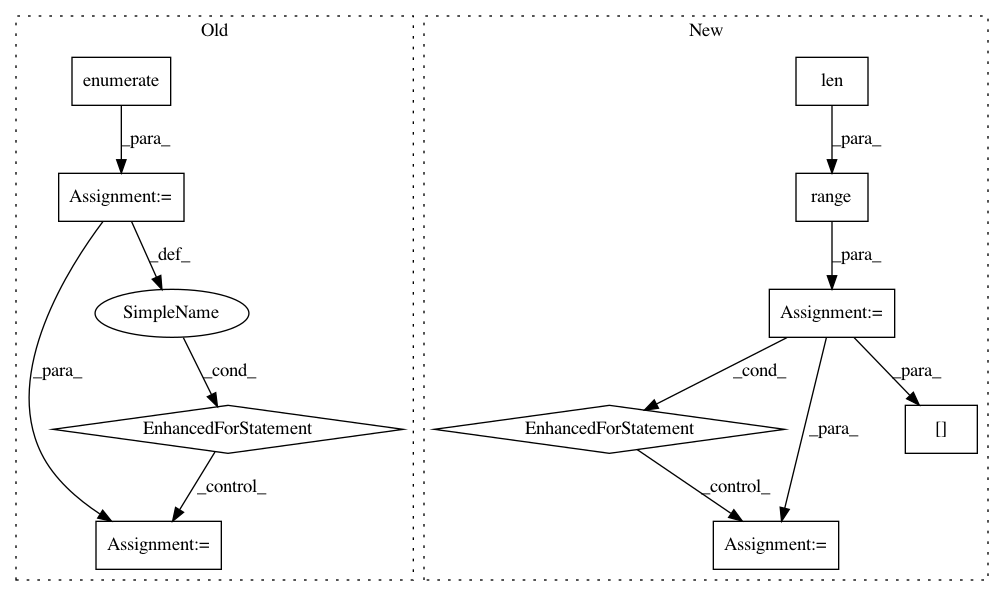 Old
New
enumerate
len
_para_
_para_
Assignment:=
range
_def_
_para_
SimpleName
Assignment:=
_para_
_cond_
_cond_
_para_
EnhancedForStatement
EnhancedForStatement
_para_
[]
_control_
_control_
Assignment:=
Assignment:=